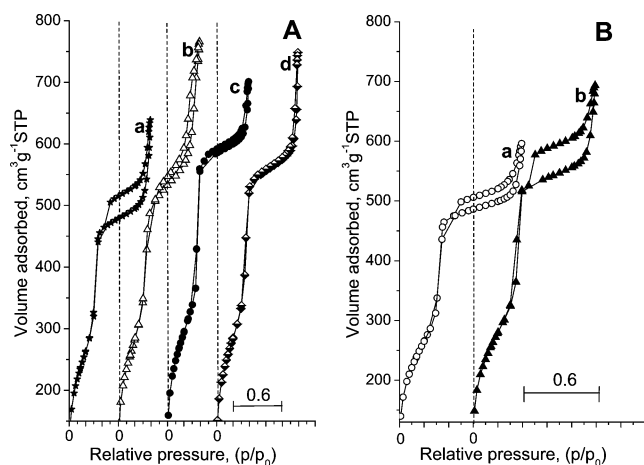 A
800
700
600
500
400
300
200
a
b
c
d
0.6
0 0 0 0
Relative pressure, (p/p0)
Volume adsorbed, cm3g-1STP
B
800
700
600
500
400
300
200
a
b
0.6
0 0
Relative pressure, (p/p0)
Volume adsorbed, cm3g-1STP